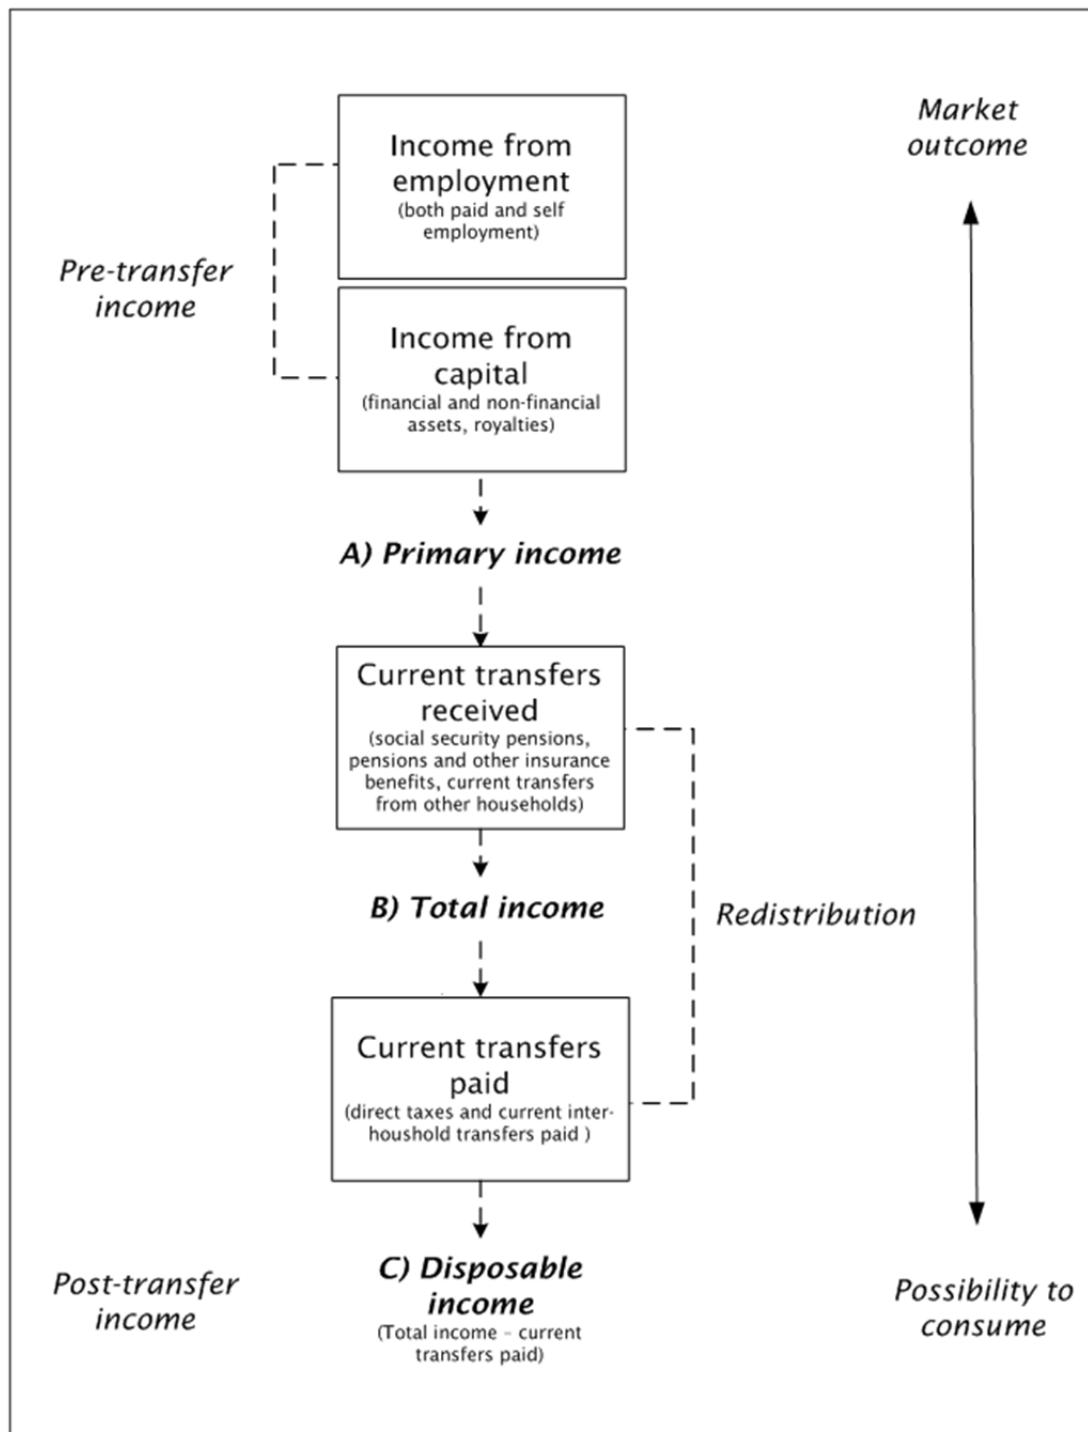 Market
outcome
Income from
employment
(both paid and self
employment)
Pre-transfer
income
Income from
capital
(financial and non-financial
assets, royalties)
A) Primary income
Current transfers
received
(social security pensions,
pensions and other insurance
benefits, current transfers
from other households)
B) Total income
Redistribution
Current transfers
paid
(direct taxes and current inter-
houshold transfers paid )
C) Disposable
income
(Total income – current
transfers paid)
Post-transfer
income
Possibility to
consume